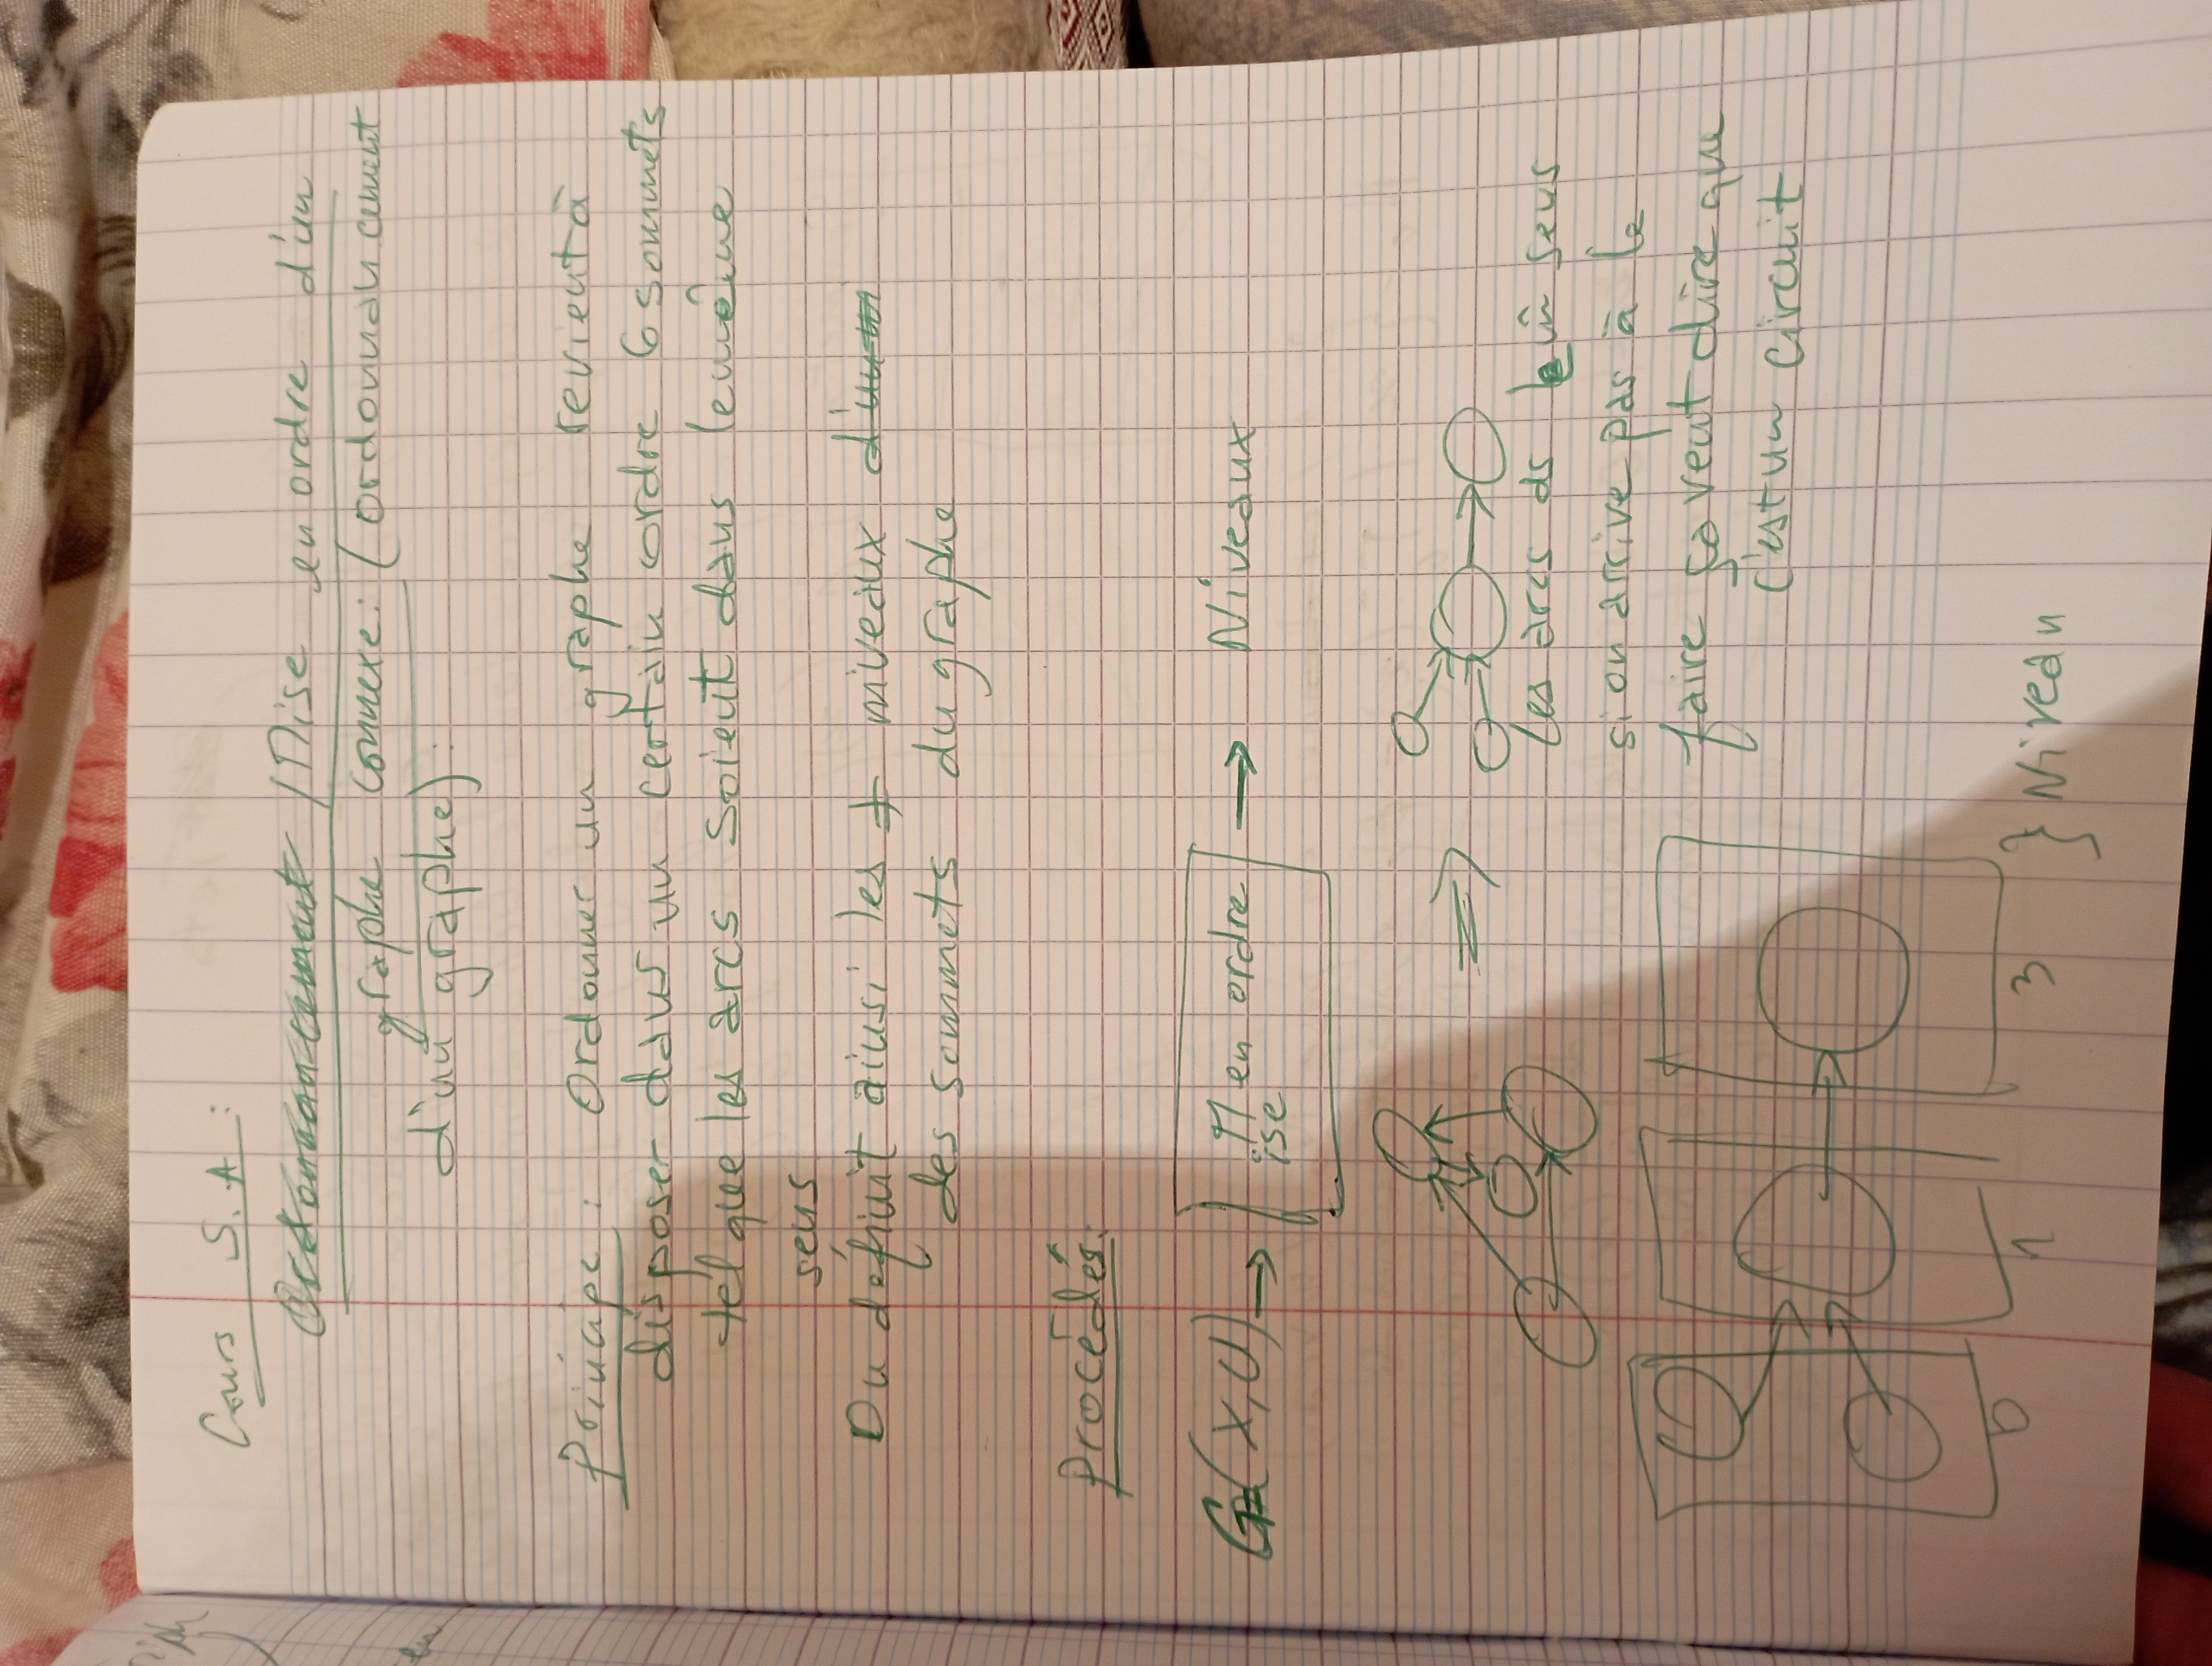 Cours S.A:
Ordonnancement / Mise en ordre d'un
graphe connexe: (ordonnancement
d'un graphe):
Principe: Ordonner un graphe revient à
disposer dans un certain ordre 6 sommets
tel que les arcs soient dans le même
sens
On définit ainsi les ≠ niveaux d'un
des sommets du graphe
Procédés:
G=(X,U) → M en ordre → Niveaux
ise
⇒
les arcs ds un sens
si on arrive pas à le
faire ça veut dire que
c'est un circuit
0 1 3 } Niveau